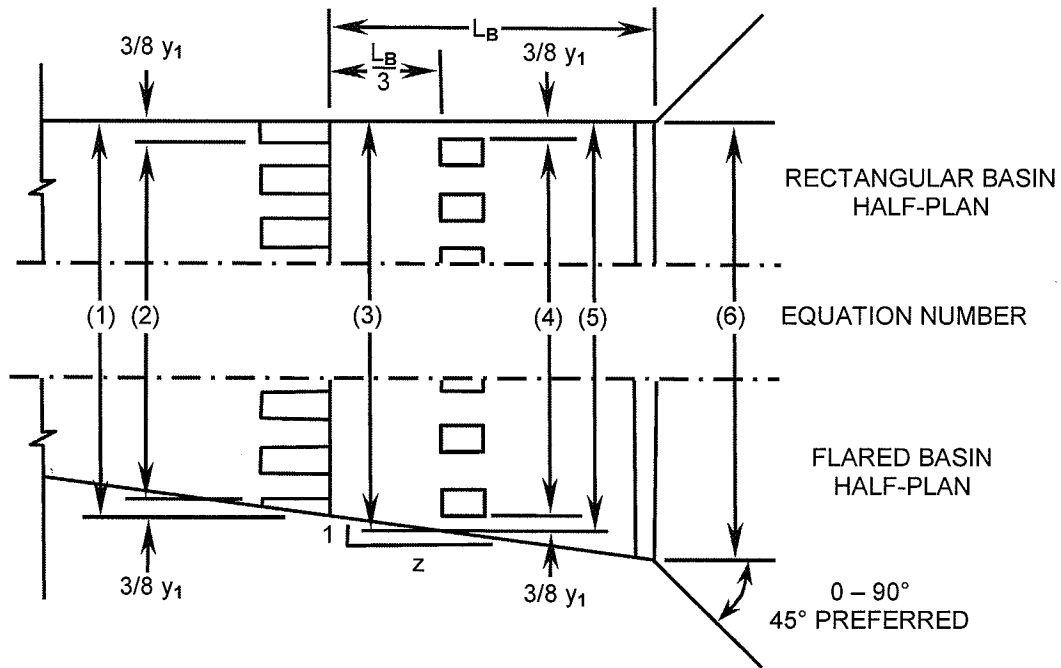 L_B
3/8 y₁
L_B
3
3/8 y₁
RECTANGULAR BASIN
HALF-PLAN
(1)
(2)
(3)
(4)
(5)
(6)
EQUATION NUMBER
FLARED BASIN
HALF-PLAN
1
z
3/8 y₁
3/8 y₁
0 – 90°
45° PREFERRED